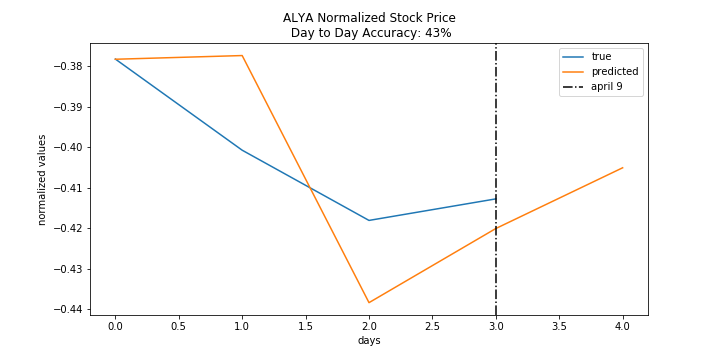 ALYA Normalized Stock Price
Day to Day Accuracy: 43%
normalized values
−0.38
−0.39
−0.40
−0.41
−0.42
−0.43
−0.44
true
predicted
april 9
0.0 0.5 1.0 1.5 2.0 2.5 3.0 3.5 4.0
days